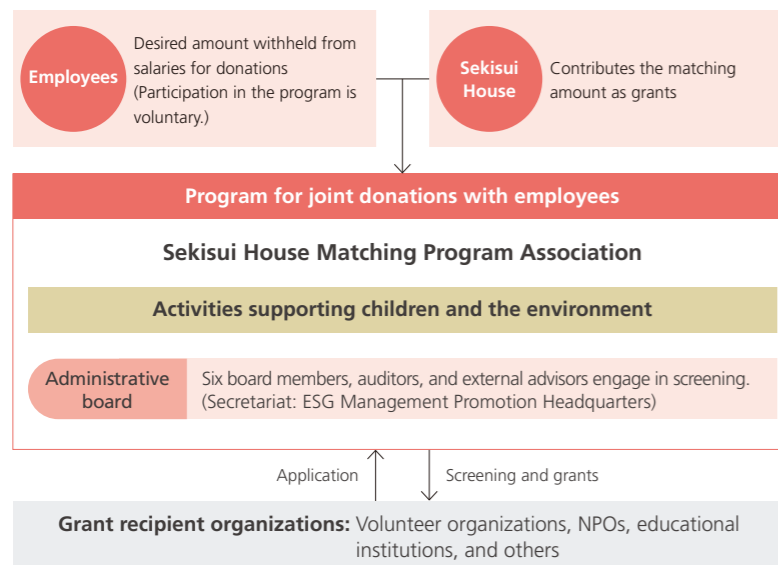 Employees
Desired amount withheld from
salaries for donations
(Participation in the program is
voluntary.)
Sekisui
House
Contributes the matching
amount as grants
Program for joint donations with employees
Sekisui House Matching Program Association
Activities supporting children and the environment
Administrative
board
Six board members, auditors, and external advisors engage in screening.
(Secretariat: ESG Management Promotion Headquarters)
Application
Screening and grants
Grant recipient organizations: Volunteer organizations, NPOs, educational
institutions, and others